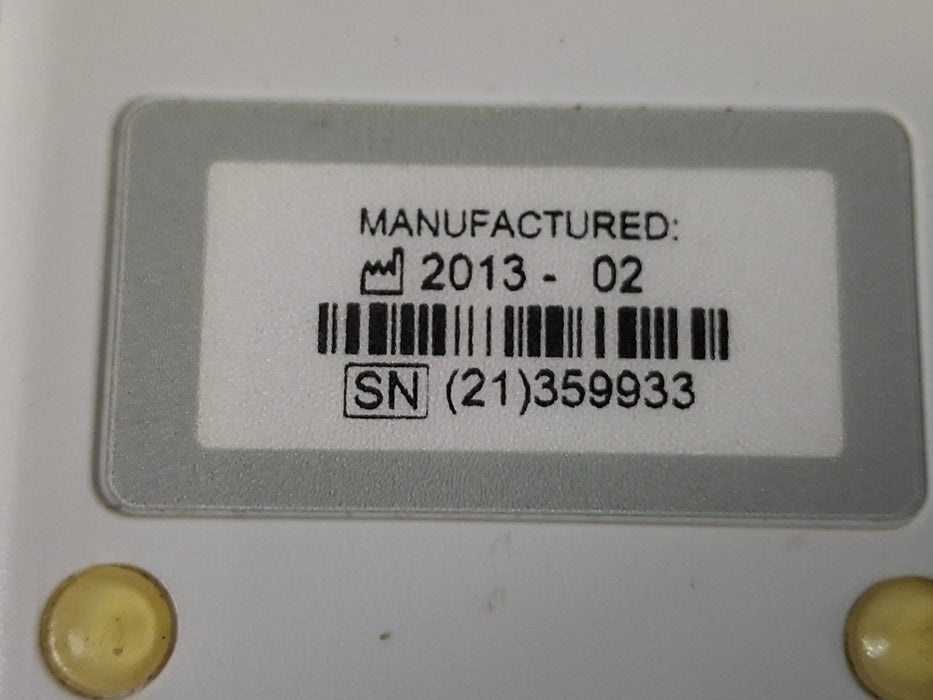 MANUFACTURED:
2013 - 02
SN (21)359933